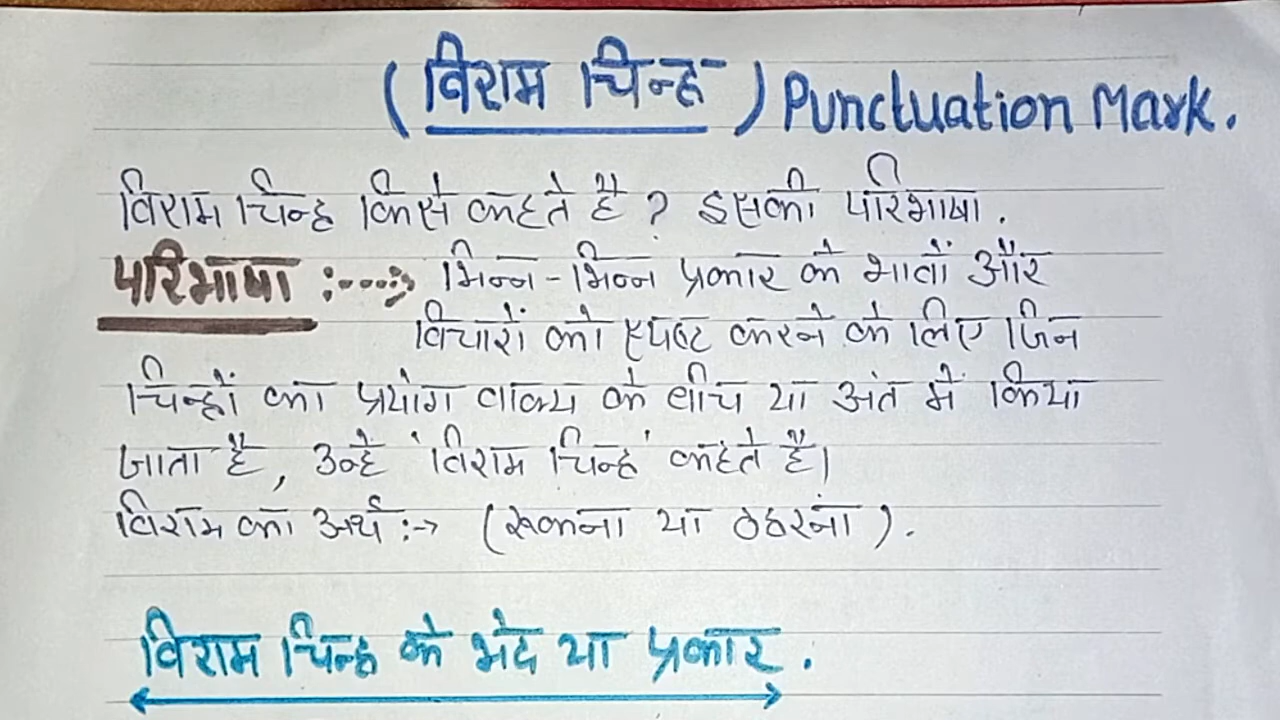 (विराम चिन्ह) Punctuation Mark.
विराम चिन्ह किसे कहते है ? इसकी परिभाषा .
परिभाषा :----> भिन्न-भिन्न प्रकार के भावों और
विचारों को स्पष्ट करने के लिए जिन
चिन्हों का प्रयोग वाक्य के बीच या अंत में किया
जाता है, उन्हें 'विराम चिन्ह' कहते है।
विराम का अर्थ :→ (रूकना या ठहरना) .
विराम चिन्ह के भेद या प्रकार .